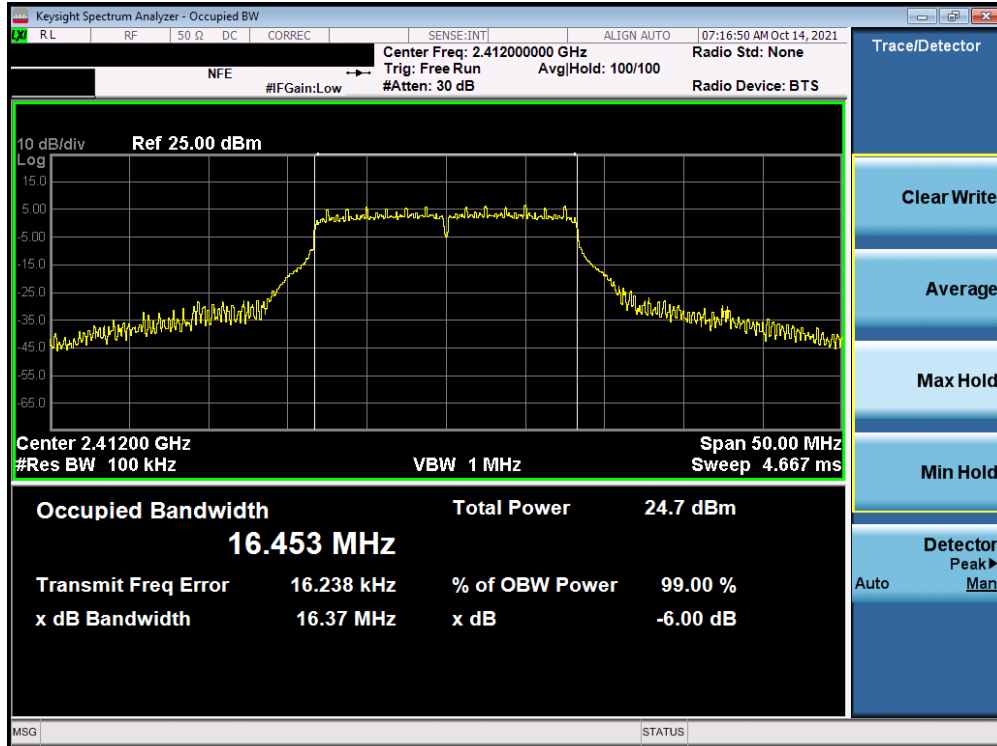 Keysight Spectrum Analyzer - Occupied BW
LXI RL RF 50 Ω DC CORREC SENSE:INT ALIGN AUTO 07:16:50 AM Oct 14, 2021
Center Freq: 2.412000000 GHz Radio Std: None
NFE Trig: Free Run Avg|Hold: 100/100
#IFGain:Low #Atten: 30 dB Radio Device: BTS
Trace/Detector
10 dB/div Ref 25.00 dBm
Log
15.0
5.00
-5.00
-15.0
-25.0
-35.0
-45.0
-55.0
-65.0
Center 2.41200 GHz Span 50.00 MHz
#Res BW 100 kHz VBW 1 MHz Sweep 4.667 ms
Occupied Bandwidth Total Power 24.7 dBm
16.453 MHz
Transmit Freq Error 16.238 kHz % of OBW Power 99.00 %
x dB Bandwidth 16.37 MHz x dB -6.00 dB
Clear Write
Average
Max Hold
Min Hold
Detector
Peak▶
Auto Man
MSG STATUS